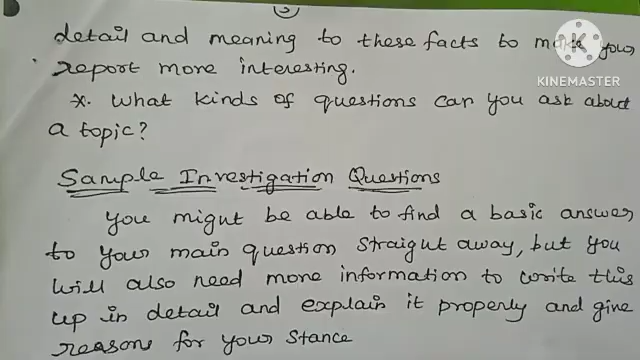 2
detail and meaning to these facts to make your
report more interesting.
*. What kinds of questions can you ask about
a topic?
Sample Investigation Questions
You might be able to find a basic answer
to your main question straight away, but you
will also need more information to write this
up in detail and explain it properly and give
reasons for your stance
KINEMASTER